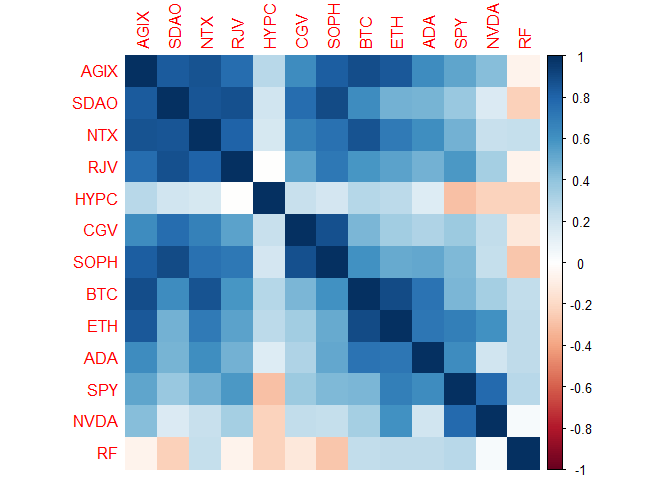 AGIX SDAO NTX RJV HYPC CGV SOPH BTC ETH ADA SPY NVDA RF
AGIX
SDAO
NTX
RJV
HYPC
CGV
SOPH
BTC
ETH
ADA
SPY
NVDA
RF
1
0.8
0.6
0.4
0.2
0
-0.2
-0.4
-0.6
-0.8
-1